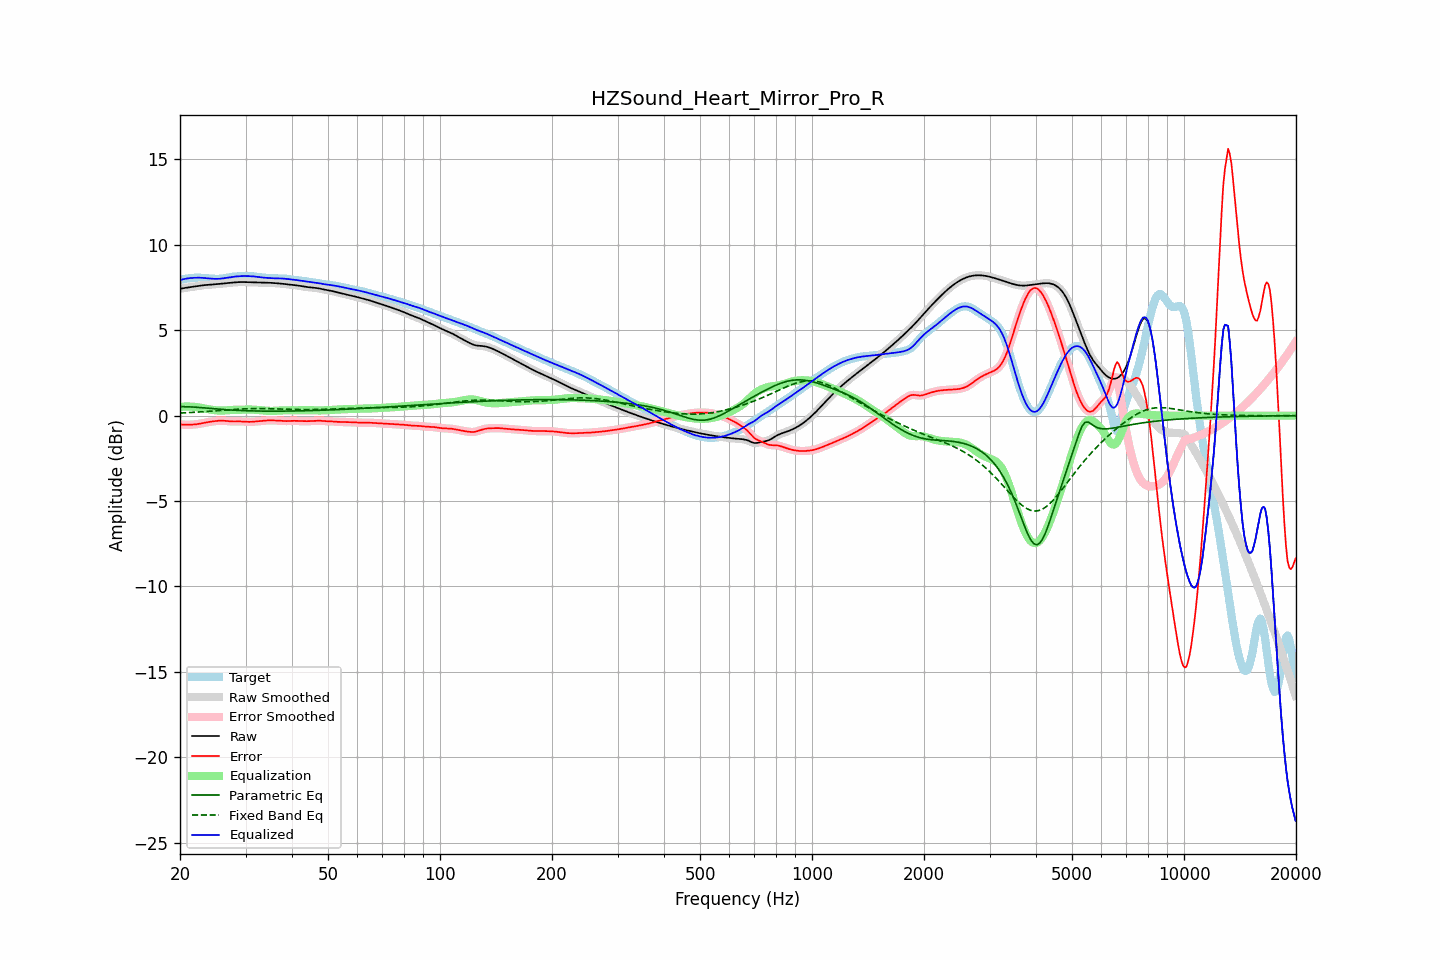 HZSound_Heart_Mirror_Pro_R
15
10
5
0
−5
−10
−15
−20
−25
Amplitude (dBr)
Target
Raw Smoothed
Error Smoothed
Raw
Error
Equalization
Parametric Eq
Fixed Band Eq
Equalized
20 50 100 200 500 1000 2000 5000 10000 20000
Frequency (Hz)